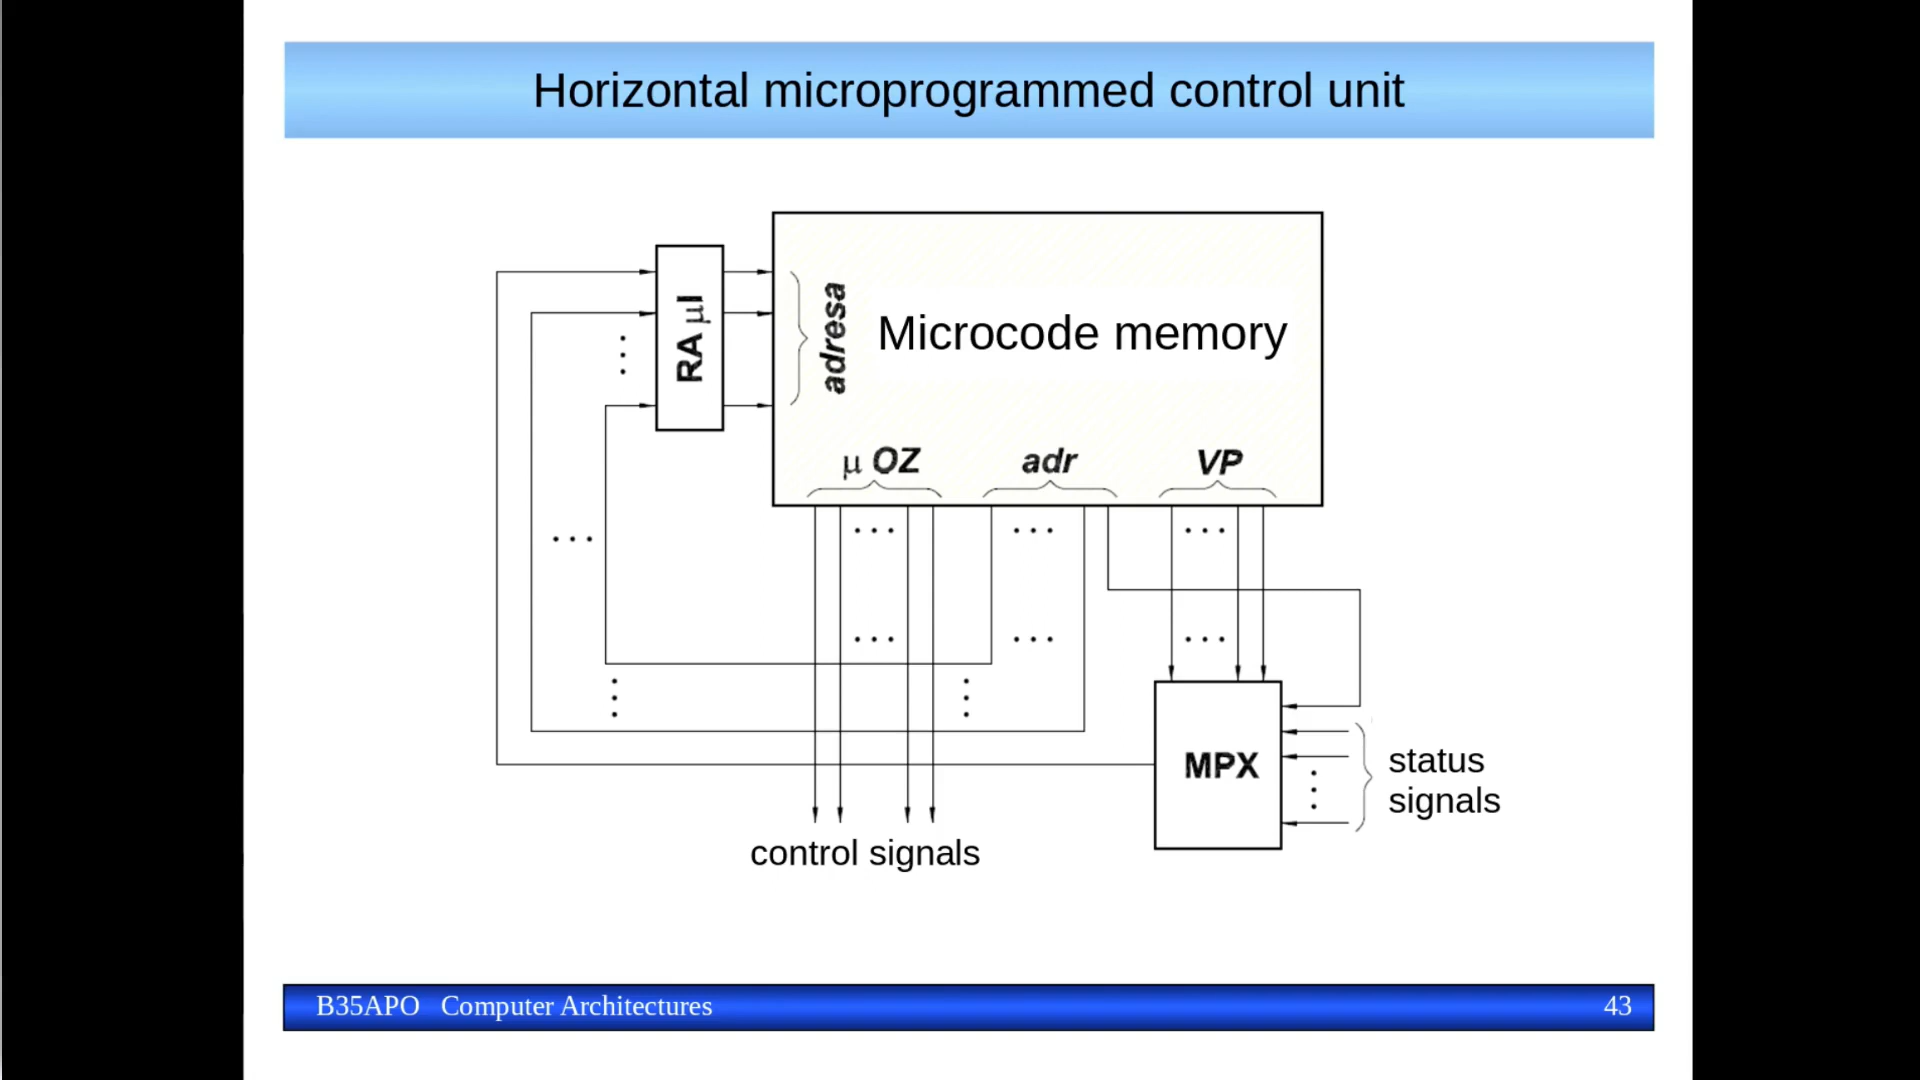 Horizontal microprogrammed control unit
RA μI
adresa
Microcode memory
μ OZ
adr
VP
MPX
status
signals
control signals
B35APO Computer Architectures
43